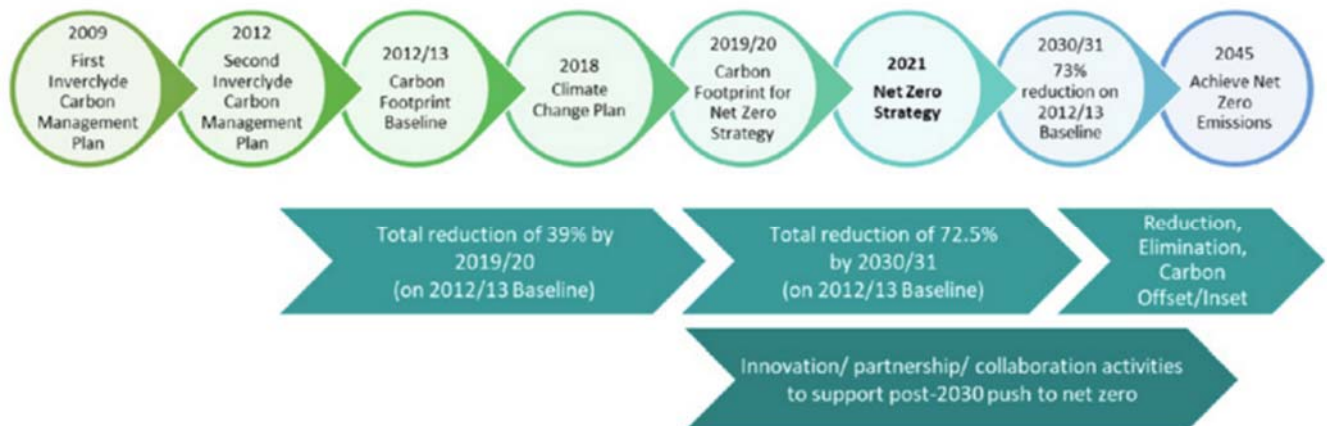 2009
First
Inverclyde
Carbon
Management
Plan
2012
Second
Inverclyde
Carbon
Management
Plan
2012/13
Carbon
Footprint
Baseline
2018
Climate
Change Plan
2019/20
Carbon
Footprint for
Net Zero
Strategy
2021
Net Zero
Strategy
2030/31
73%
reduction on
2012/13
Baseline
2045
Achieve Net
Zero
Emissions
Total reduction of 39% by
2019/20
(on 2012/13 Baseline)
Total reduction of 72.5%
by 2030/31
(on 2012/13 Baseline)
Reduction,
Elimination,
Carbon
Offset/Inset
Innovation/ partnership/ collaboration activities
to support post-2030 push to net zero